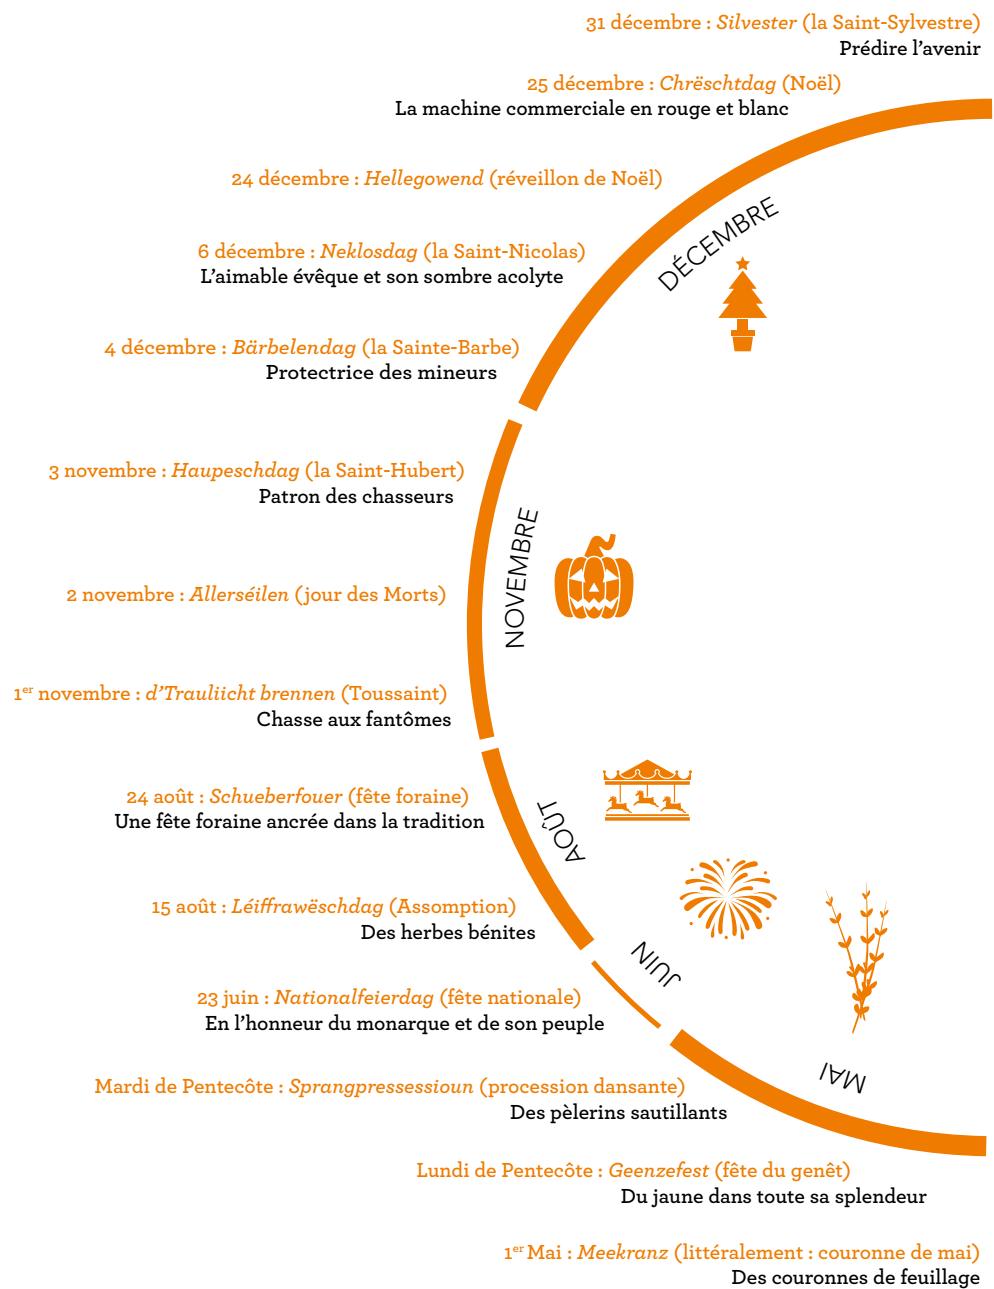 31 décembre : Silvester (la Saint-Sylvestre)
Prédire l’avenir
25 décembre : Chrëschtdag (Noël)
La machine commerciale en rouge et blanc
24 décembre : Hellegowend (réveillon de Noël)
DÉCEMBRE
6 décembre : Neklosdag (la Saint-Nicolas)
L’aimable évêque et son sombre acolyte
4 décembre : Bärbelendag (la Sainte-Barbe)
Protectrice des mineurs
3 novembre : Haupeschdag (la Saint-Hubert)
Patron des chasseurs
NOVEMBRE
2 novembre : Allerséilen (jour des Morts)
1er novembre : d’Trauliicht brennen (Toussaint)
Chasse aux fantômes
24 août : Schueberfouer (fête foraine)
Une fête foraine ancrée dans la tradition
AOÛT
15 août : Léiffrawëschdag (Assomption)
Des herbes bénites
JUIN
23 juin : Nationalfeierdag (fête nationale)
En l’honneur du monarque et de son peuple
MAI
Mardi de Pentecôte : Sprangpressessioun (procession dansante)
Des pèlerins sautillants
Lundi de Pentecôte : Geenzefest (fête du genêt)
Du jaune dans toute sa splendeur
1er Mai : Meekranz (littéralement : couronne de mai)
Des couronnes de feuillage